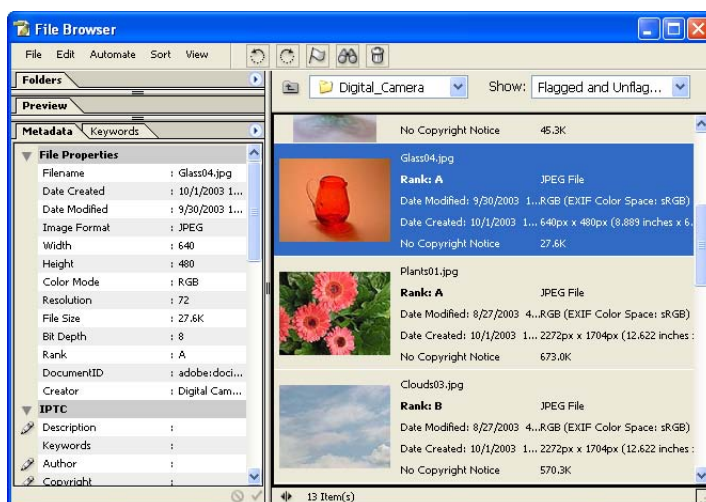 File Browser
File Edit Automate Sort View
Folders
Preview
Metadata Keywords
File Properties
Filename : Glass04.jpg
Date Created : 10/1/2003 1...
Date Modified : 9/30/2003 1...
Image Format : JPEG
Width : 640
Height : 480
Color Mode : RGB
Resolution : 72
File Size : 27.6K
Bit Depth : 8
Rank : A
DocumentID : adobe:doci...
Creator : Digital Cam...
IPTC
Description :
Keywords :
Author :
Copyright :
Digital_Camera Show: Flagged and Unflag...
No Copyright Notice 45.3K
Glass04.jpg
Rank: A JPEG File
Date Modified: 9/30/2003 1...RGB (EXIF Color Space: sRGB)
Date Created: 10/1/2003 1... 640px x 480px (8.889 inches x 6.
No Copyright Notice 27.6K
Plants01.jpg
Rank: A JPEG File
Date Modified: 8/27/2003 4...RGB (EXIF Color Space: sRGB)
Date Created: 10/1/2003 1... 2272px x 1704px (12.622 inches :
No Copyright Notice 673.0K
Clouds03.jpg
Rank: B JPEG File
Date Modified: 8/27/2003 4...RGB (EXIF Color Space: sRGB)
Date Created: 10/1/2003 1... 2272px x 1704px (12.622 inches :
No Copyright Notice 570.3K
13 Item(s)